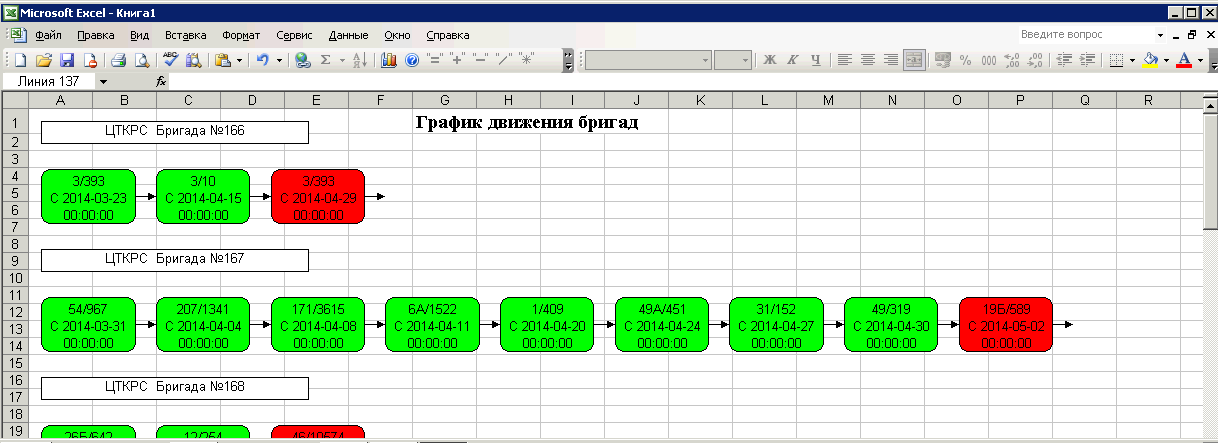 Microsoft Excel - Книга1
Файл Правка Вид Вставка Формат Сервис Данные Окно Справка Введите вопрос
Линия 137 fx
A B C D E F G H I J K L M N O P Q R
1 График движения бригад
ЦТКРС Бригада №166
2
3
4 3/393 3/10 3/393
5 С 2014-03-23 С 2014-04-15 С 2014-04-29
6 00:00:00 00:00:00 00:00:00
7
8
9 ЦТКРС Бригада №167
10
11 54/967 207/1341 171/3615 6А/1522 1/409 49А/451 31/152 49/319 19Б/589
12
13 С 2014-03-31 С 2014-04-04 С 2014-04-08 С 2014-04-11 С 2014-04-20 С 2014-04-24 С 2014-04-27 С 2014-04-30 С 2014-05-02
14 00:00:00 00:00:00 00:00:00 00:00:00 00:00:00 00:00:00 00:00:00 00:00:00 00:00:00
15
16 ЦТКРС Бригада №168
17
18
19 26Б/642 12/254 46/10674